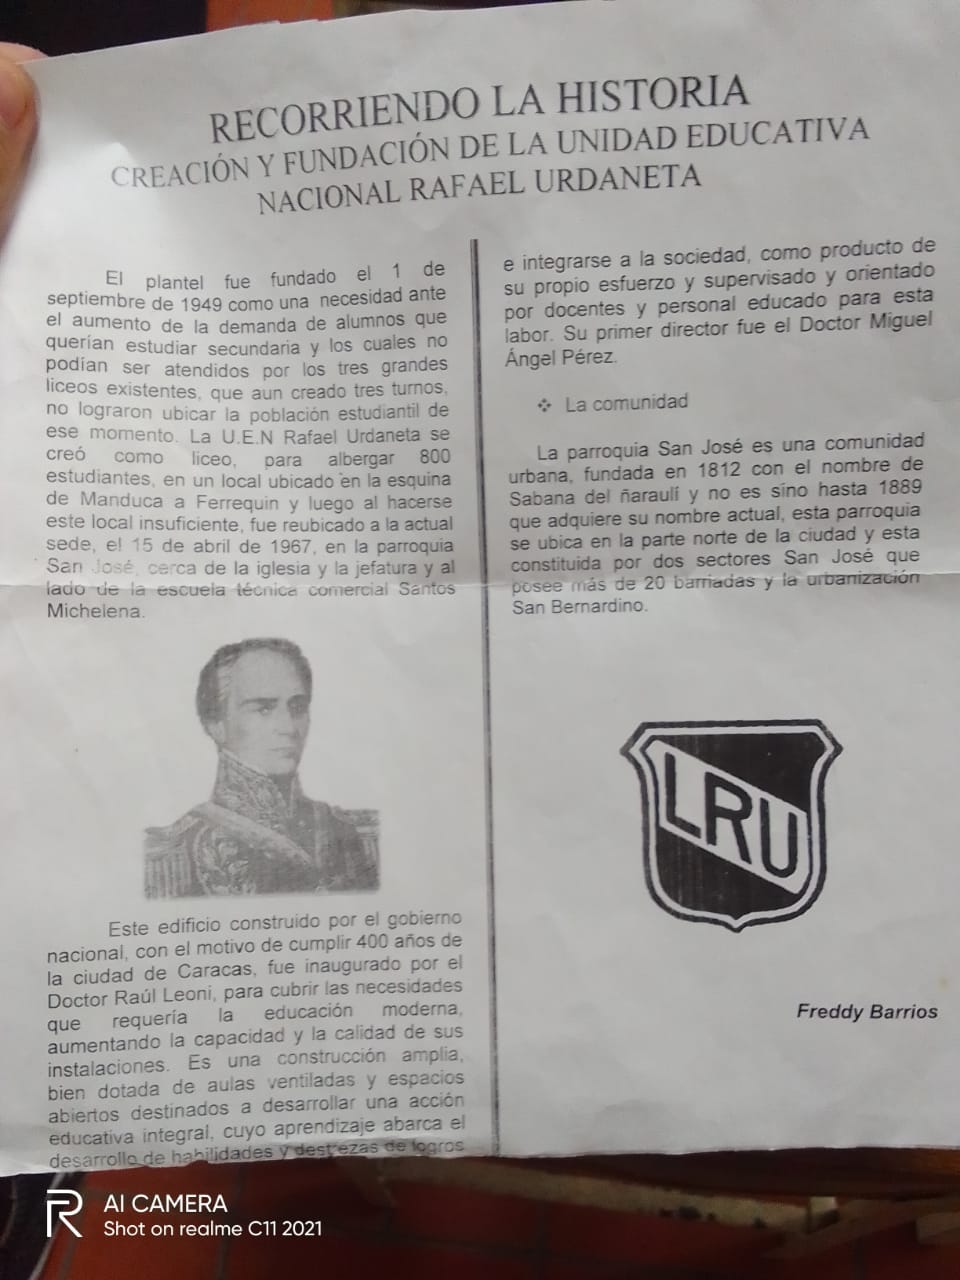 RECORRIENDO LA HISTORIA
CREACIÓN Y FUNDACIÓN DE LA UNIDAD EDUCATIVA
NACIONAL RAFAEL URDANETA
El plantel fue fundado el 1 de
septiembre de 1949 como una necesidad ante
el aumento de la demanda de alumnos que
querían estudiar secundaria y los cuales no
podían ser atendidos por los tres grandes
liceos existentes, que aun creado tres turnos,
no lograron ubicar la población estudiantil de
ese momento. La U.E.N Rafael Urdaneta se
creó como liceo, para albergar 800
estudiantes, en un local ubicado en la esquina
de Manduca a Ferrequin y luego al hacerse
este local insuficiente, fue reubicado a la actual
sede, el 15 de abril de 1967, en la parroquia
San José, cerca de la iglesia y la jefatura y al
lado de la escuela técnica comercial Santos
Michelena.
Este edificio construido por el gobierno
nacional, con el motivo de cumplir 400 años de
la ciudad de Caracas, fue inaugurado por el
Doctor Raúl Leoni, para cubrir las necesidades
que requería la educación moderna,
aumentando la capacidad y la calidad de sus
instalaciones. Es una construcción amplia,
bien dotada de aulas ventiladas y espacios
abiertos destinados a desarrollar una acción
educativa integral, cuyo aprendizaje abarca el
desarrollo de habilidades y destrezas de logros
e integrarse a la sociedad, como producto de
su propio esfuerzo y supervisado y orientado
por docentes y personal educado para esta
labor. Su primer director fue el Doctor Miguel
Ángel Pérez.
❖ La comunidad
La parroquia San José es una comunidad
urbana, fundada en 1812 con el nombre de
Sabana del ñaraulí y no es sino hasta 1889
que adquiere su nombre actual, esta parroquia
se ubica en la parte norte de la ciudad y esta
constituida por dos sectores San José que
posee más de 20 barriadas y la urbanización
San Bernardino.
LRU
Freddy Barrios
R AI CAMERA
Shot on realme C11 2021